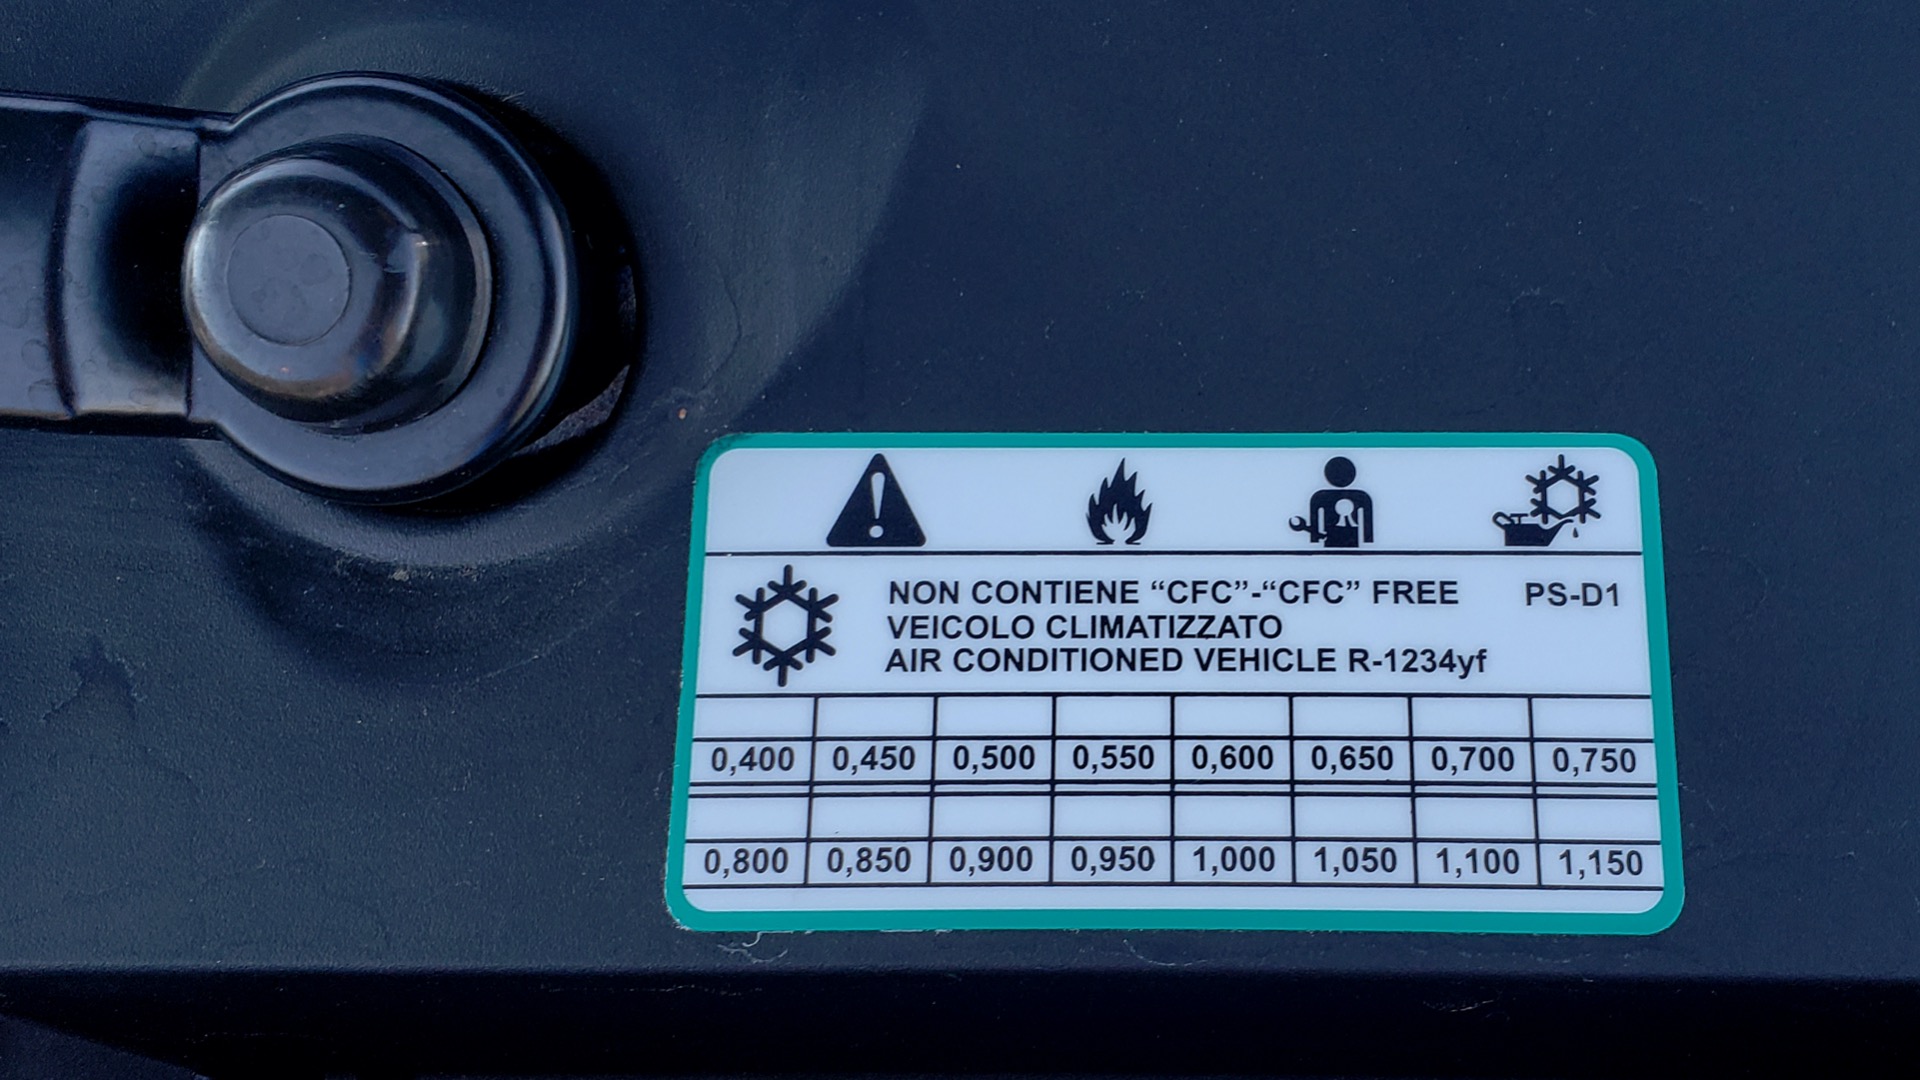 NON CONTIENE “CFC”-“CFC” FREE PS-D1
VEICOLO CLIMATIZZATO
AIR CONDITIONED VEHICLE R-1234yf
0,400 0,450 0,500 0,550 0,600 0,650 0,700 0,750
0,800 0,850 0,900 0,950 1,000 1,050 1,100 1,150